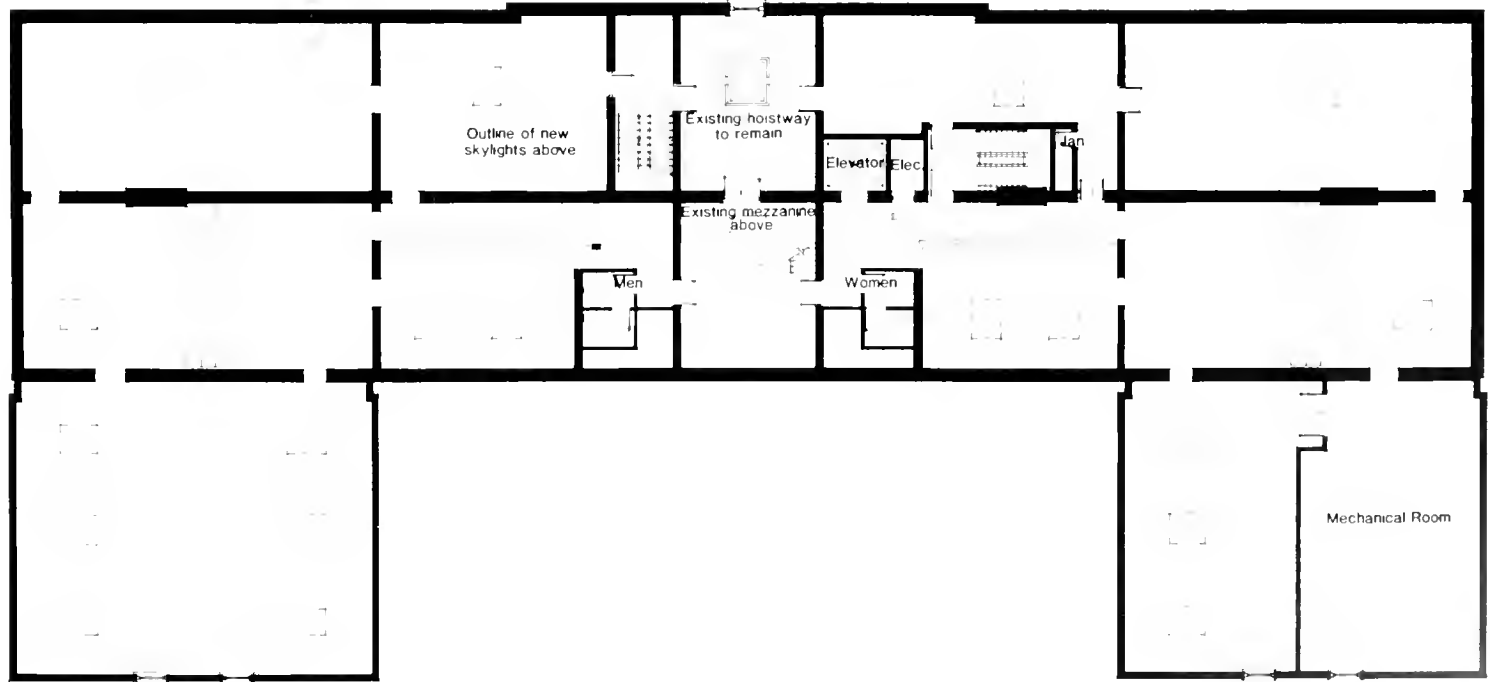 Outline of new
skylights above
Existing hoistway
to remain
Elevator
Elec.
Jan
Existing mezzanine
above
Men
Women
Mechanical Room